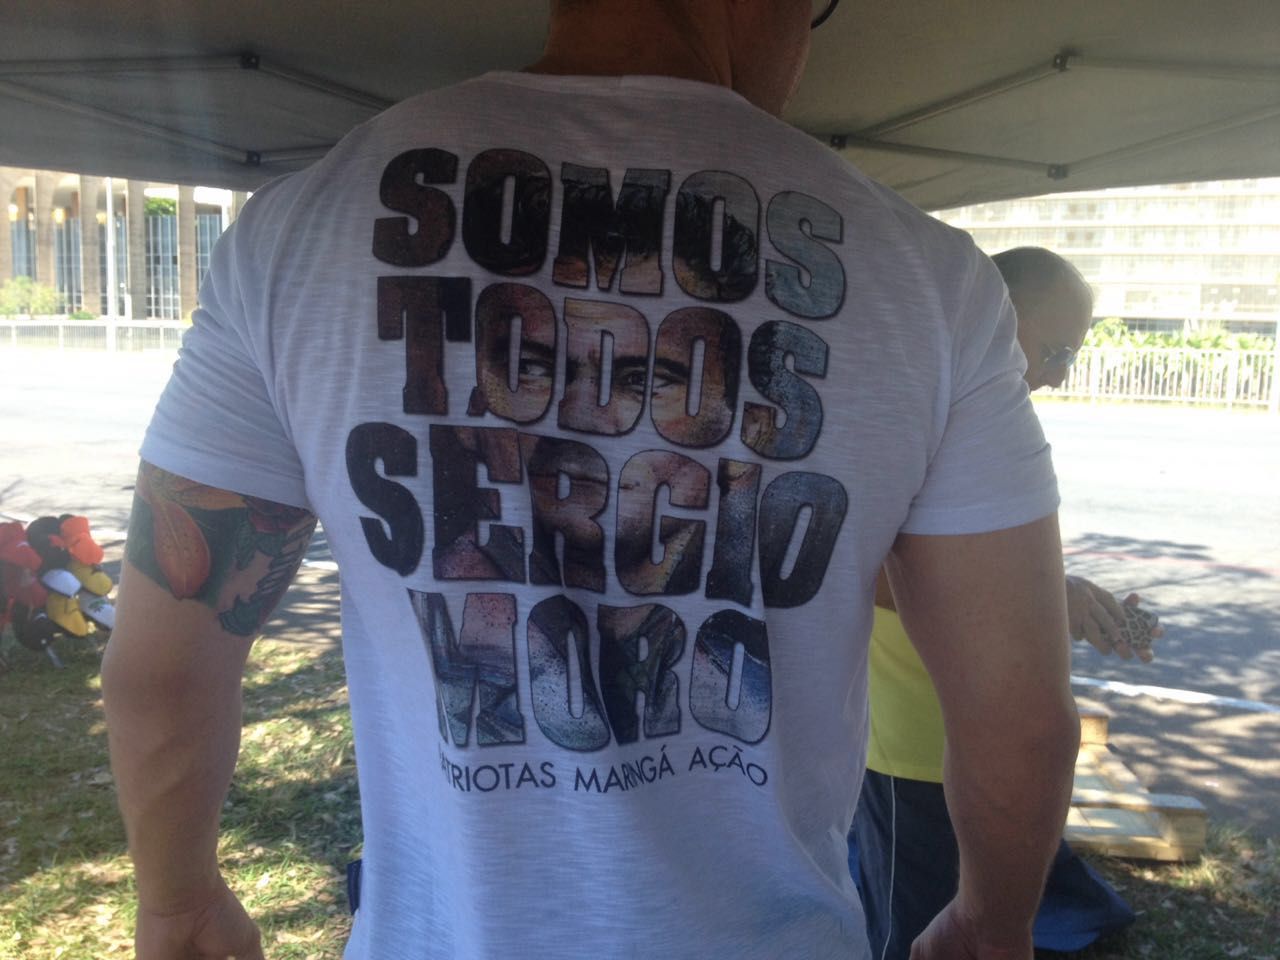 SOMOS
TODOS
SERGIO
MORO
PATRIOTAS MARINGÁ AÇÃO